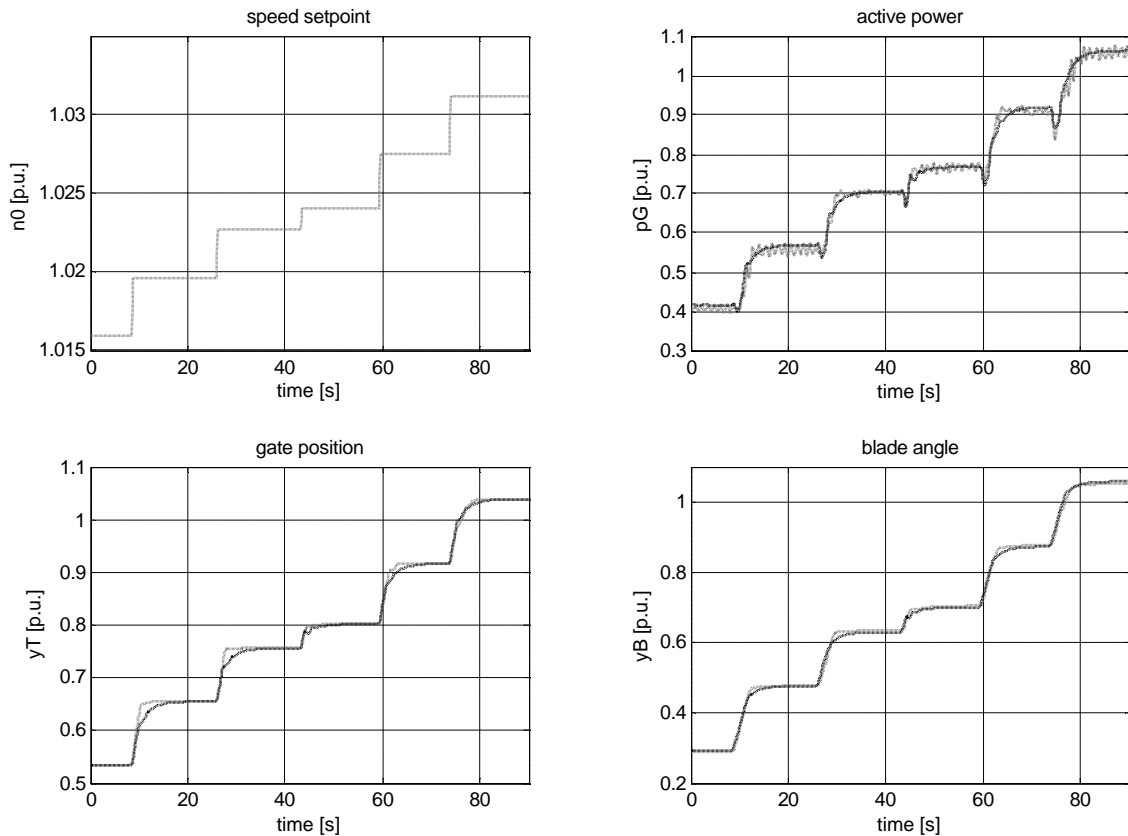 speed setpoint
n0 [p.u.]
1.03
1.025
1.02
1.015
0 20 40 60 80
time [s]
active power
pG [p.u.]
1.1
1
0.9
0.8
0.7
0.6
0.5
0.4
0.3
0 20 40 60 80
time [s]
gate position
yT [p.u.]
1.1
1
0.9
0.8
0.7
0.6
0.5
0 20 40 60 80
time [s]
blade angle
yB [p.u.]
1
0.8
0.6
0.4
0.2
0 20 40 60 80
time [s]